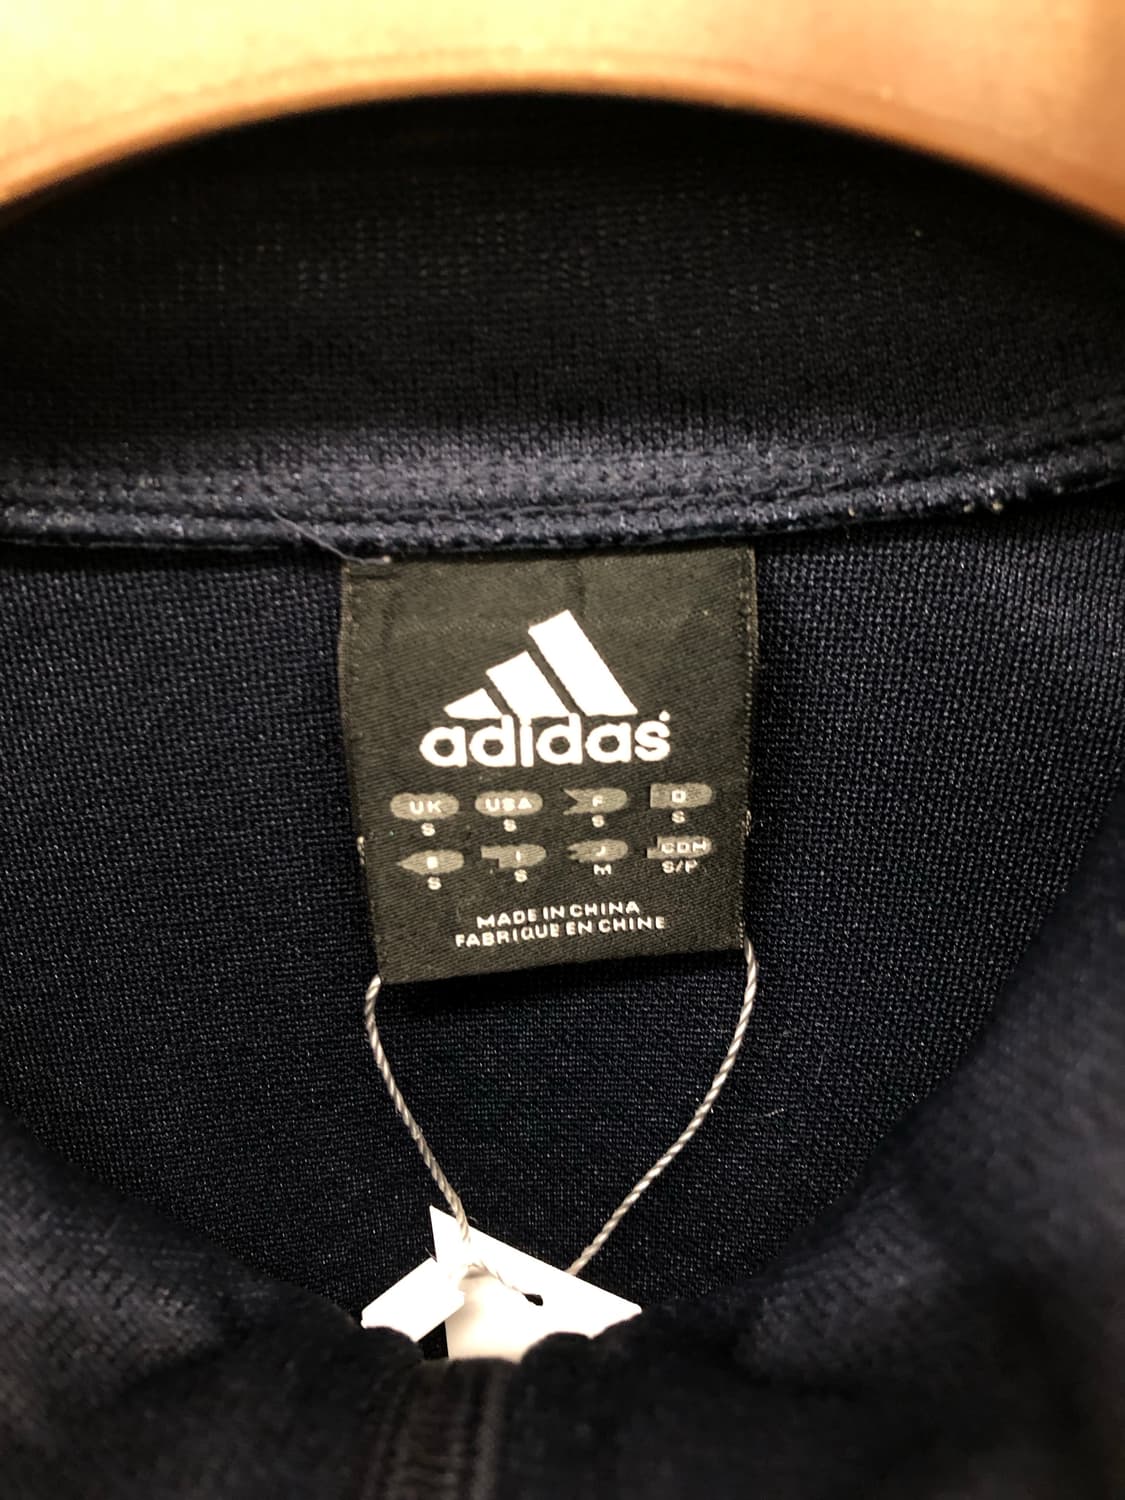 adidas
UK USA F D
S S S S
E I J CDN
S S M S/P
MADE IN CHINA
FABRIQUE EN CHINE